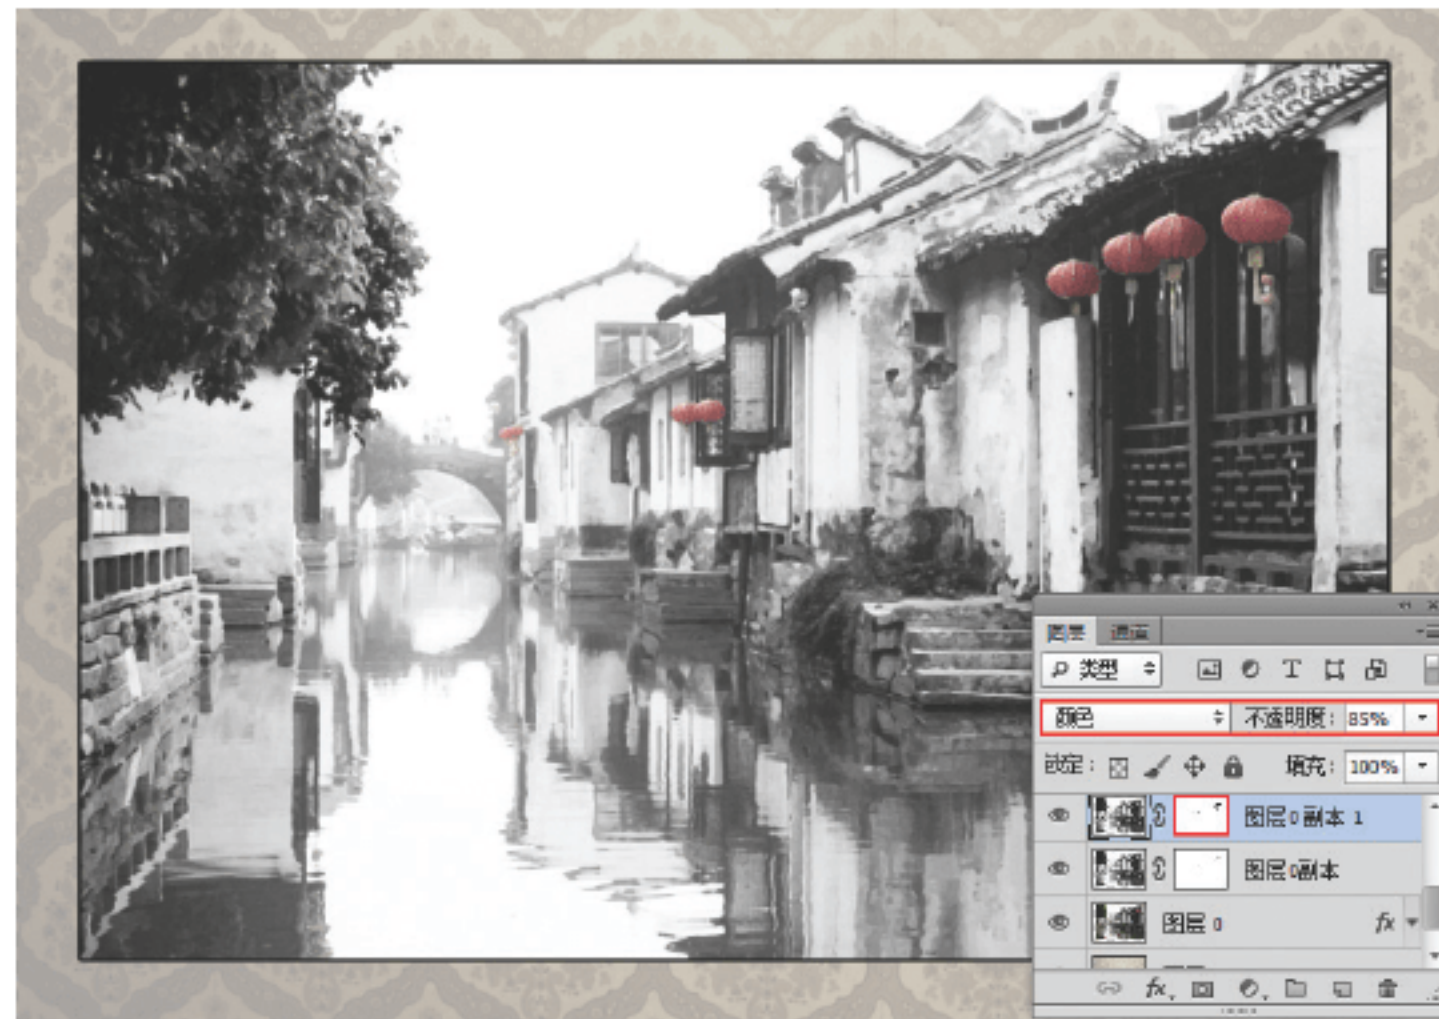 图层 通道
类型
颜色 不透明度: 85%
锁定: 填充: 100%
图层0副本 1
图层0副本
图层 0 fx
fx